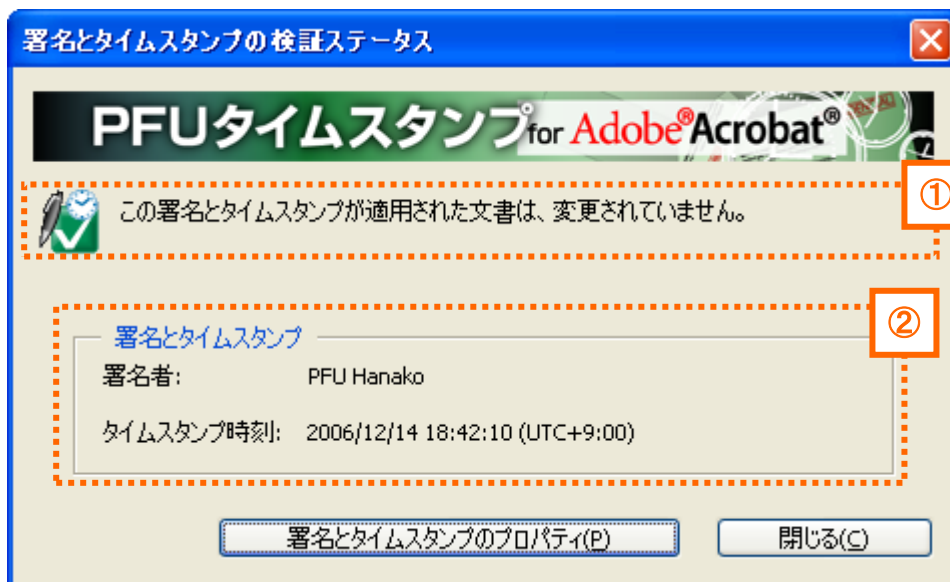 署名とタイムスタンプの検証ステータス
PFUタイムスタンプ for Adobe®Acrobat®
①
この署名とタイムスタンプが適用された文書は、変更されていません。
②
署名とタイムスタンプ
署名者: PFU Hanako
タイムスタンプ時刻: 2006/12/14 18:42:10 (UTC+9:00)
署名とタイムスタンプのプロパティ(P) 閉じる(C)